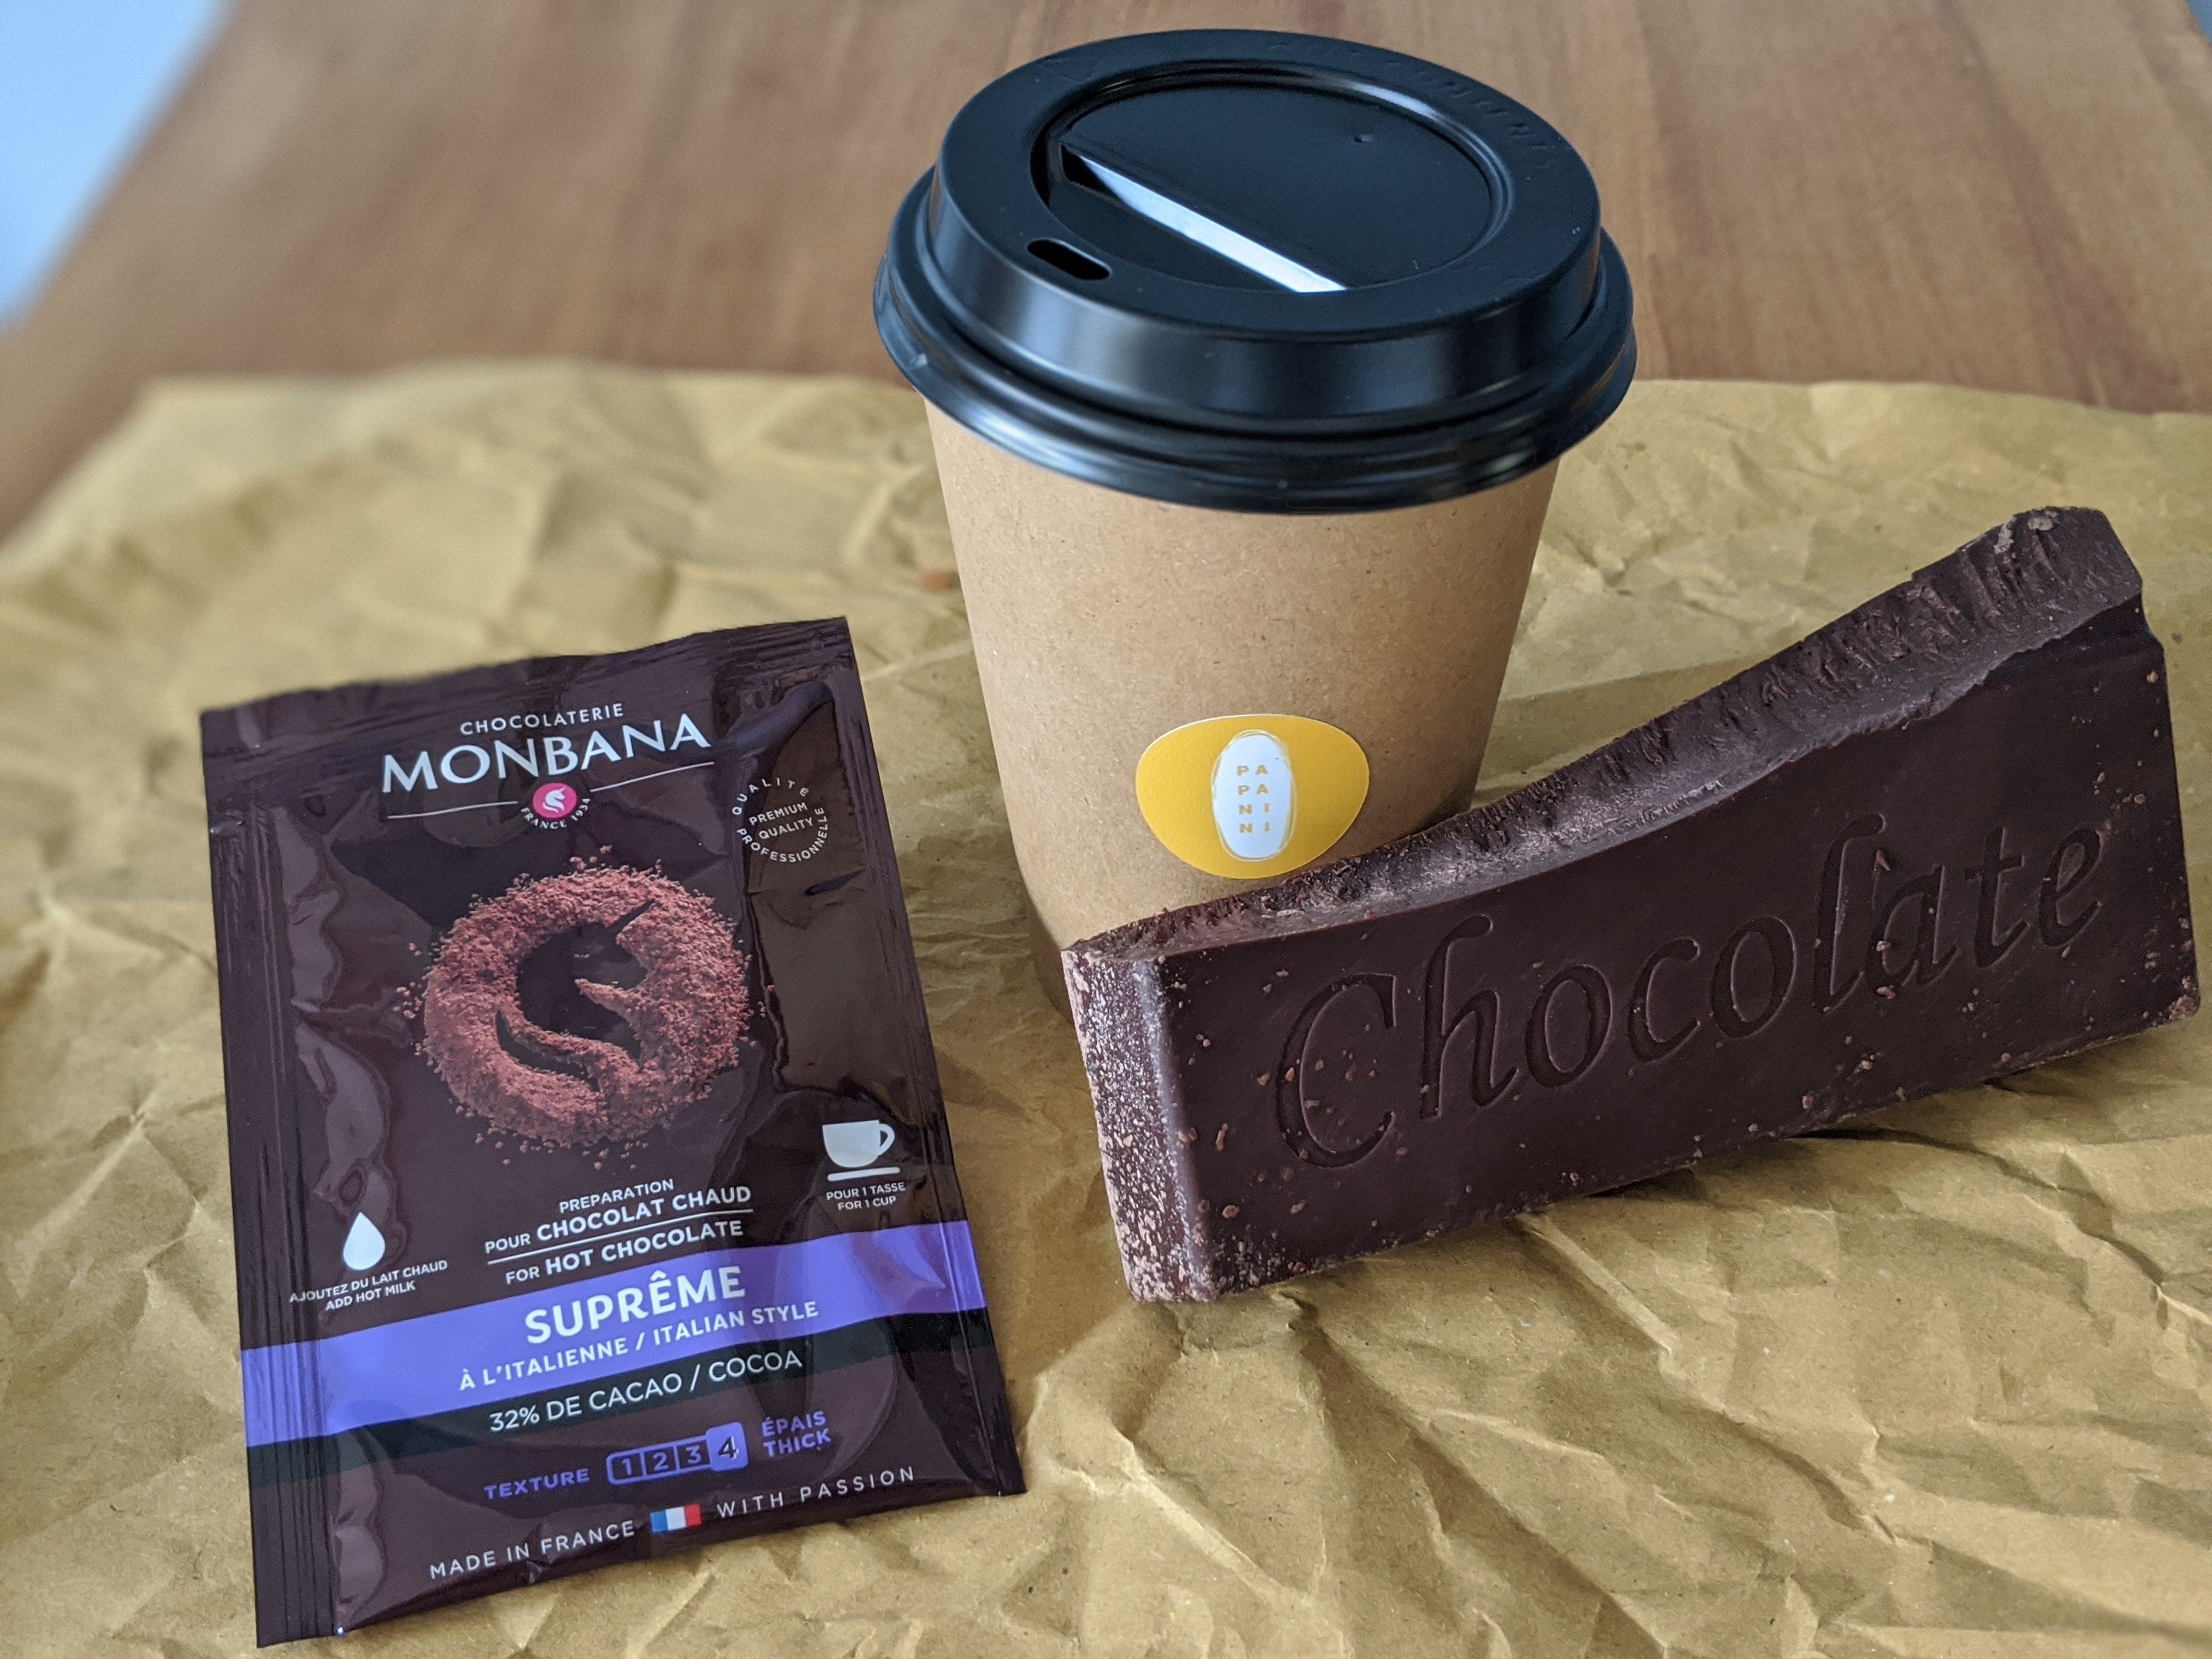 CHOCOLATERIE
MONBANA
FRANCE 1934
QUALITÉ PROFESSIONNELLE
PREMIUM
QUALITY
PREPARATION
POUR CHOCOLAT CHAUD
FOR HOT CHOCOLATE
POUR 1 TASSE
FOR 1 CUP
AJOUTEZ DU LAIT CHAUD
ADD HOT MILK
SUPRÊME
À L'ITALIENNE / ITALIAN STYLE
32% DE CACAO / COCOA
TEXTURE 1 2 3 4 ÉPAIS
THICK
MADE IN FRANCE WITH PASSION
PA
PA
NI
NI
Chocolate